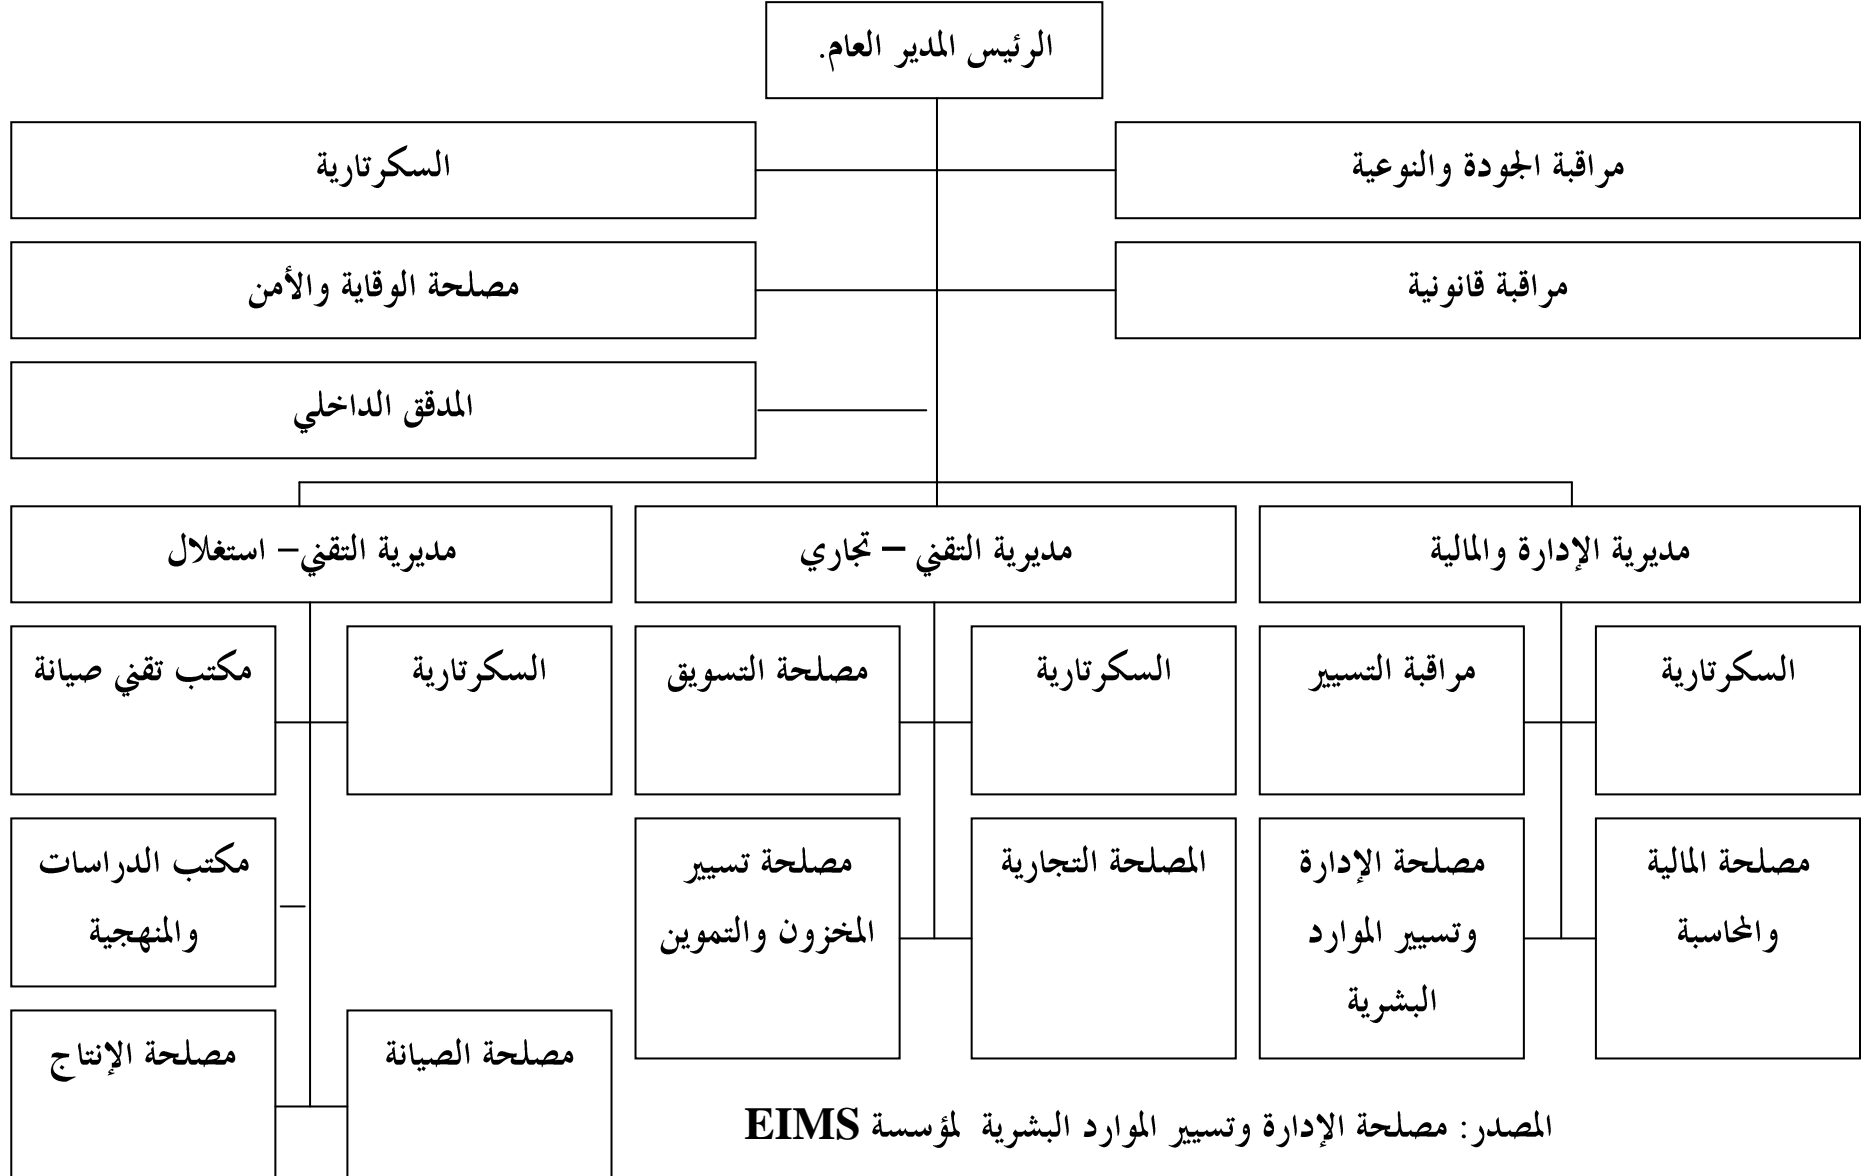 الرئيس المدير العام.
مراقبة الجودة والنوعية
السكرتارية
مراقبة قانونية
مصلحة الوقاية والأمن
المدقق الداخلي
مديرية الإدارة والمالية
مديرية التقني – تجاري
مديرية التقني– استغلال
السكرتارية
مراقبة التسيير
السكرتارية
مصلحة التسويق
السكرتارية
مكتب تقني صيانة
مصلحة المالية
والمحاسبة
مصلحة الإدارة
وتسيير الموارد
البشرية
المصلحة التجارية
مصلحة تسيير
المخزون والتموين
مكتب الدراسات
والمنهجية
مصلحة الصيانة
مصلحة الإنتاج
المصدر: مصلحة الإدارة وتسيير الموارد البشرية لمؤسسة EIMS